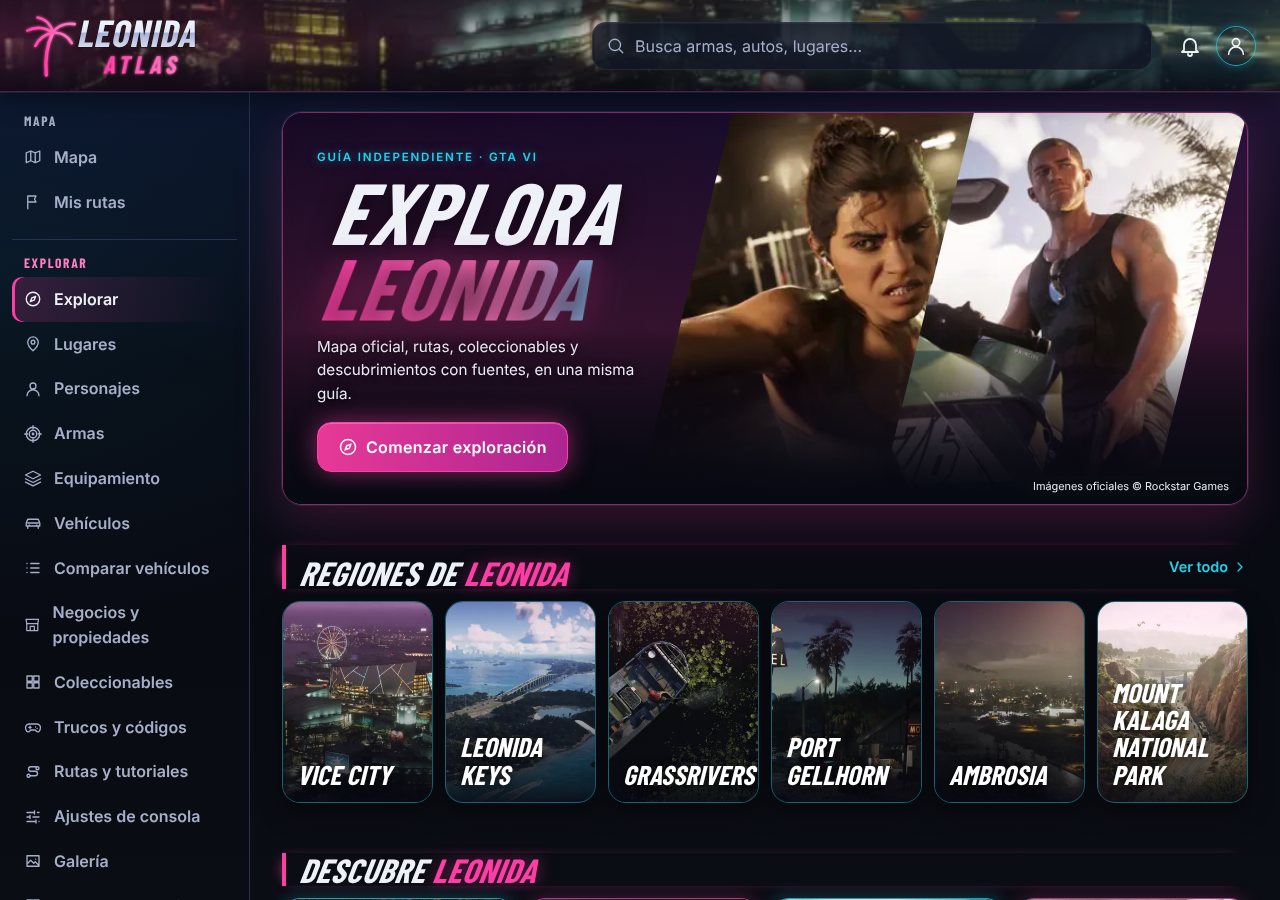 LEONIDA
ATLAS
Busca armas, autos, lugares...
MAPA
Mapa
Mis rutas
EXPLORAR
Explorar
Lugares
Personajes
Armas
Equipamiento
Vehículos
Comparar vehículos
Negocios y
propiedades
Coleccionables
Trucos y códigos
Rutas y tutoriales
Ajustes de consola
Galería
GUÍA INDEPENDIENTE · GTA VI
EXPLORA
LEONIDA
Mapa oficial, rutas, coleccionables y
descubrimientos con fuentes, en una misma
guía.
Comenzar exploración
Imágenes oficiales © Rockstar Games
REGIONES DE LEONIDA
Ver todo
VICE CITY
LEONIDA
KEYS
GRASSRIVERS
PORT
GELLHORN
AMBROSIA
MOUNT
KALAGA
NATIONAL
PARK
DESCUBRE LEONIDA